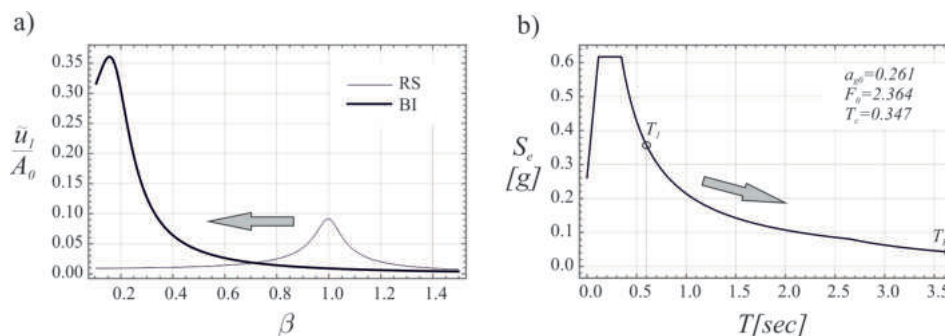 a)
0.35
0.30
0.25
0.20
0.15
0.10
0.05
0.00
ũ₁
A₀
RS
BI
0.2 0.4 0.6 0.8 1.0 1.2 1.4
β
b)
0.6
0.5
0.4
0.3
0.2
0.1
0.0
Sₑ
[g]
a_g0=0.261
F₀=2.364
T_c=0.347
T₁
0.0 0.5 1.0 1.5 2.0 2.5 3.0 3.5
T[sec]